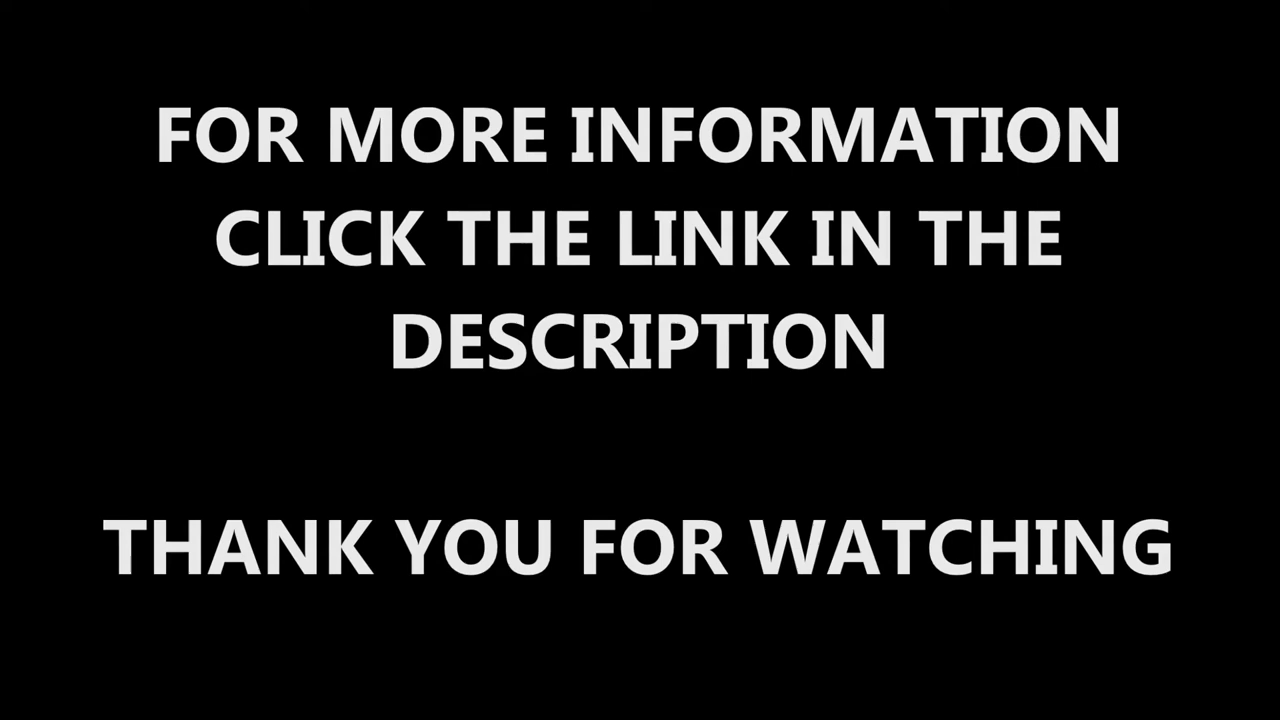 FOR MORE INFORMATION
CLICK THE LINK IN THE
DESCRIPTION
THANK YOU FOR WATCHING